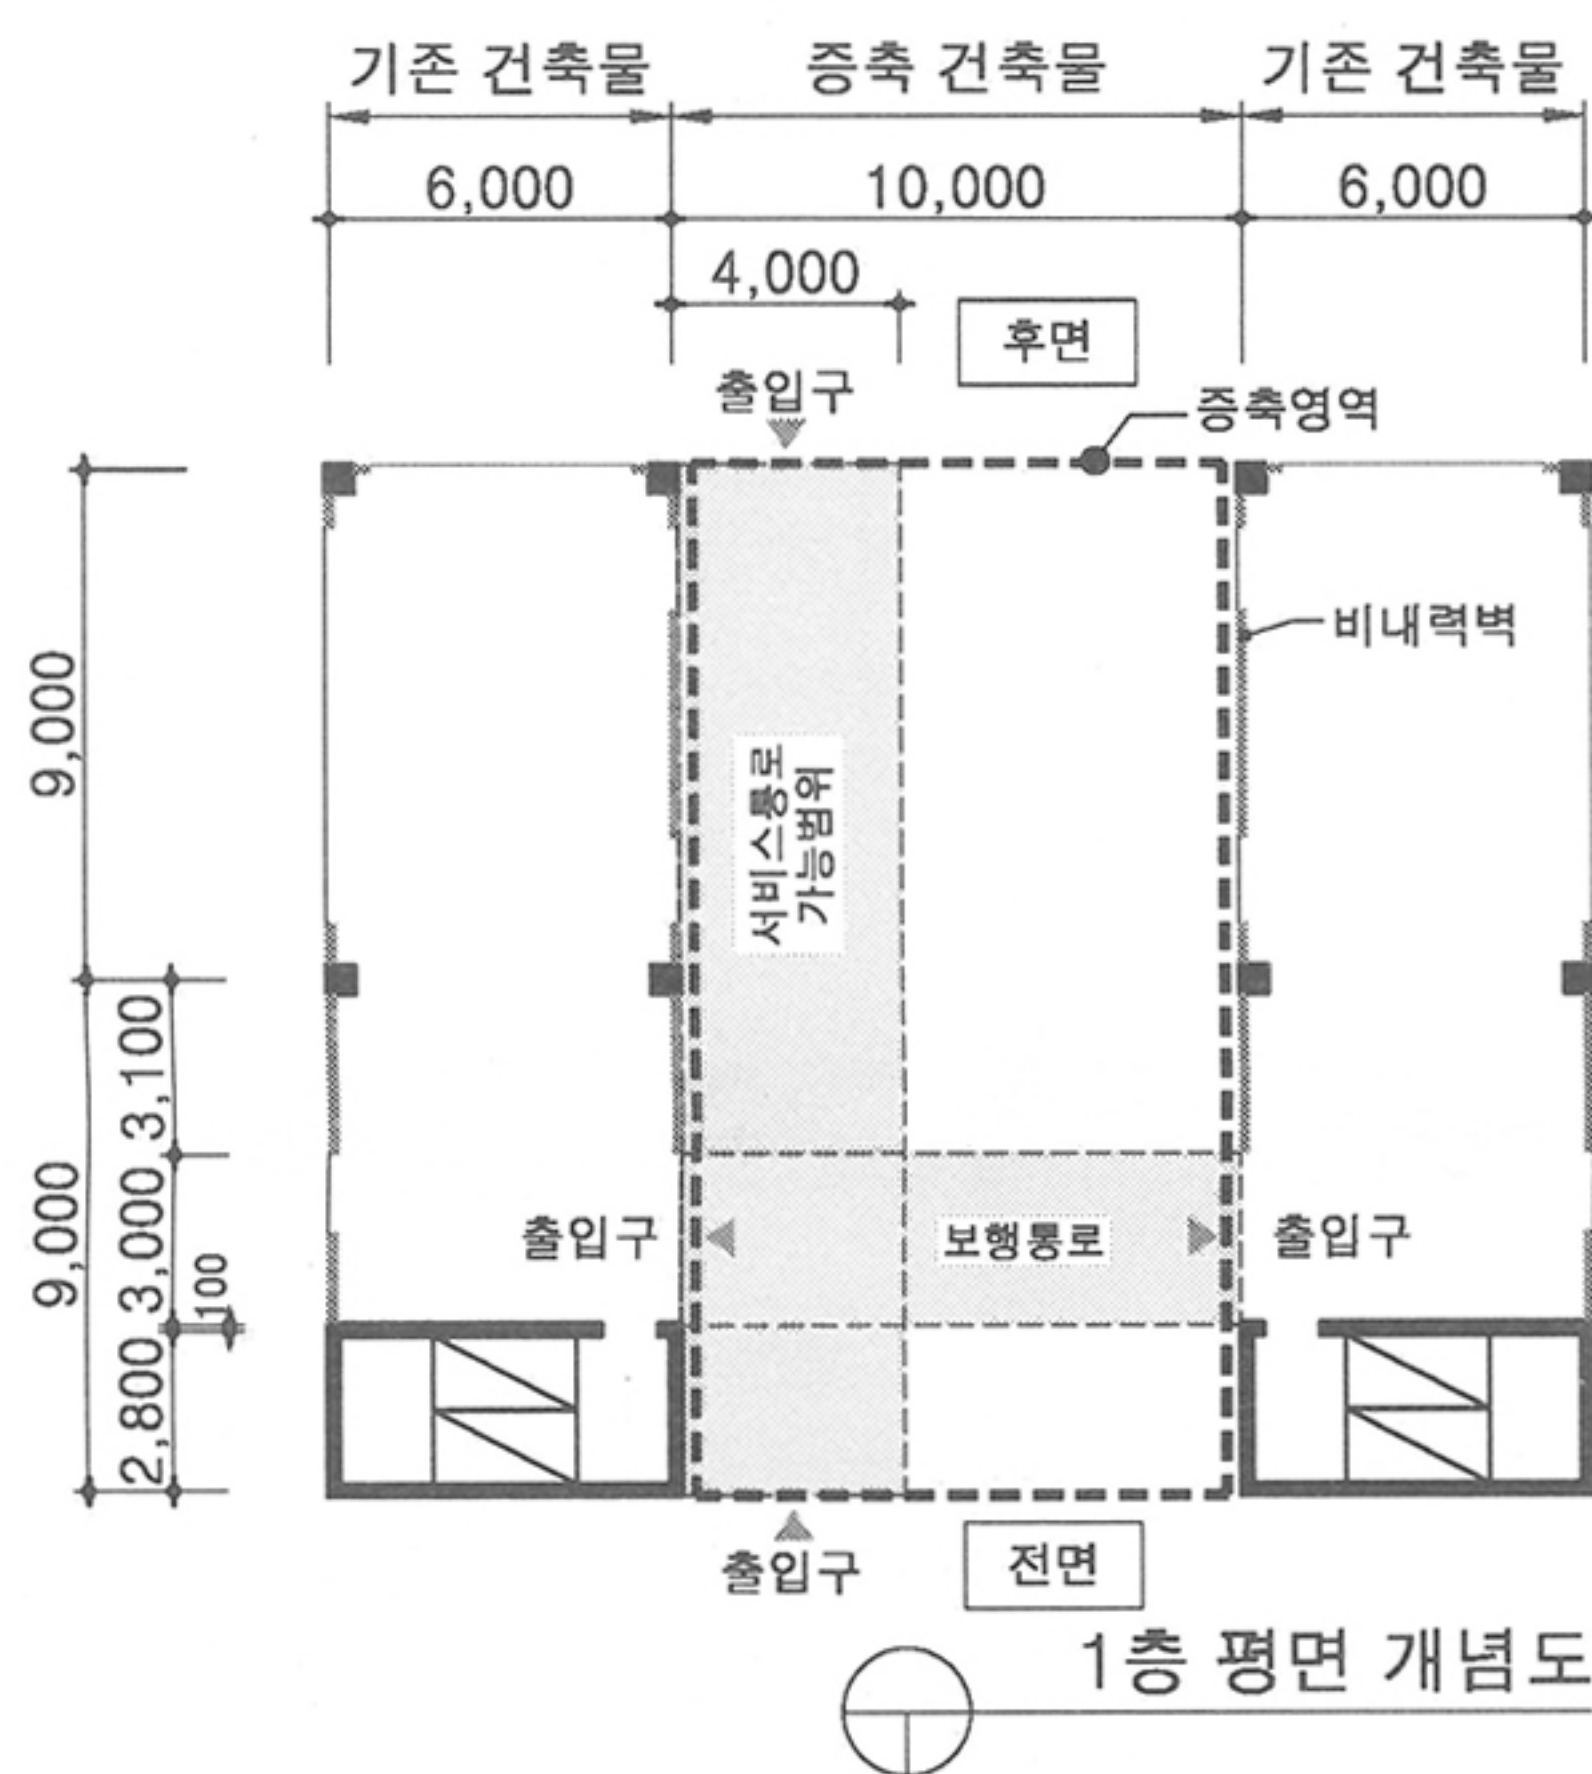 기존 건축물 증축 건축물 기존 건축물
6,000 10,000 6,000
4,000
후면
출입구
증축영역
비내력벽
9,000
서비스통로
가능범위
3,100
9,000
3,000
100
2,800
출입구 보행통로 출입구
출입구
전면
1층 평면 개념도